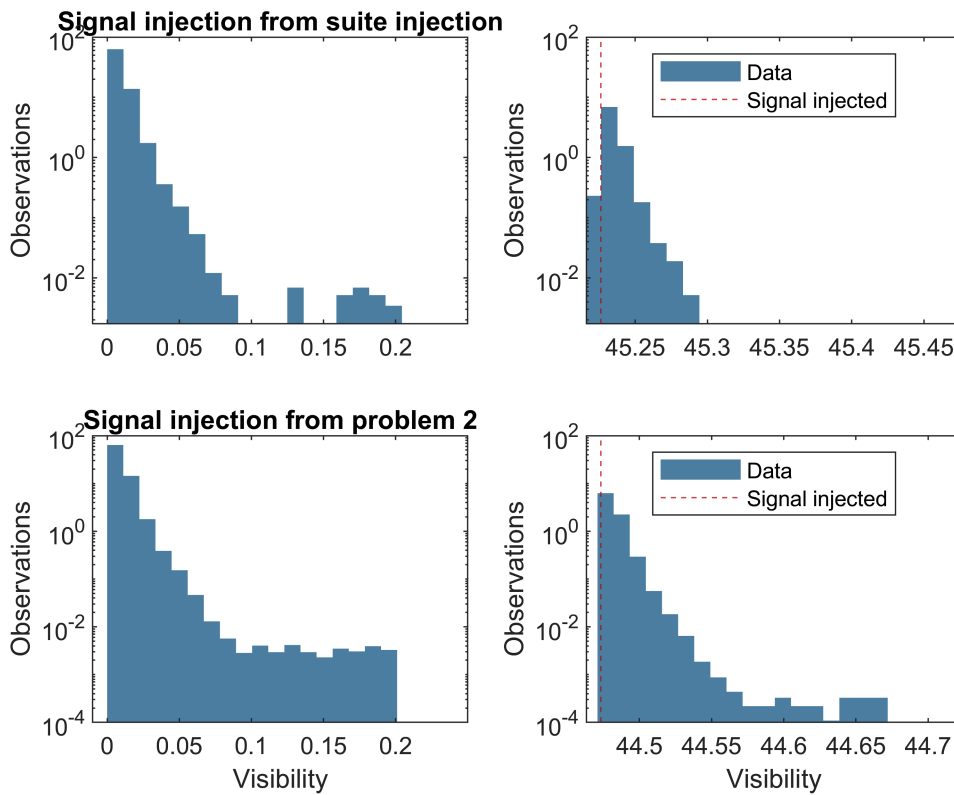 Signal injection from suite injection
10^2
10^0
10^-2
Observations
0
0.05
0.1
0.15
0.2
10^2
10^0
10^-2
Observations
Data
Signal injected
45.25
45.3
45.35
45.4
45.45
Signal injection from problem 2
10^2
10^0
10^-2
10^-4
Observations
0
0.05
0.1
0.15
0.2
Visibility
10^2
10^0
10^-2
10^-4
Observations
Data
Signal injected
44.5
44.55
44.6
44.65
44.7
Visibility